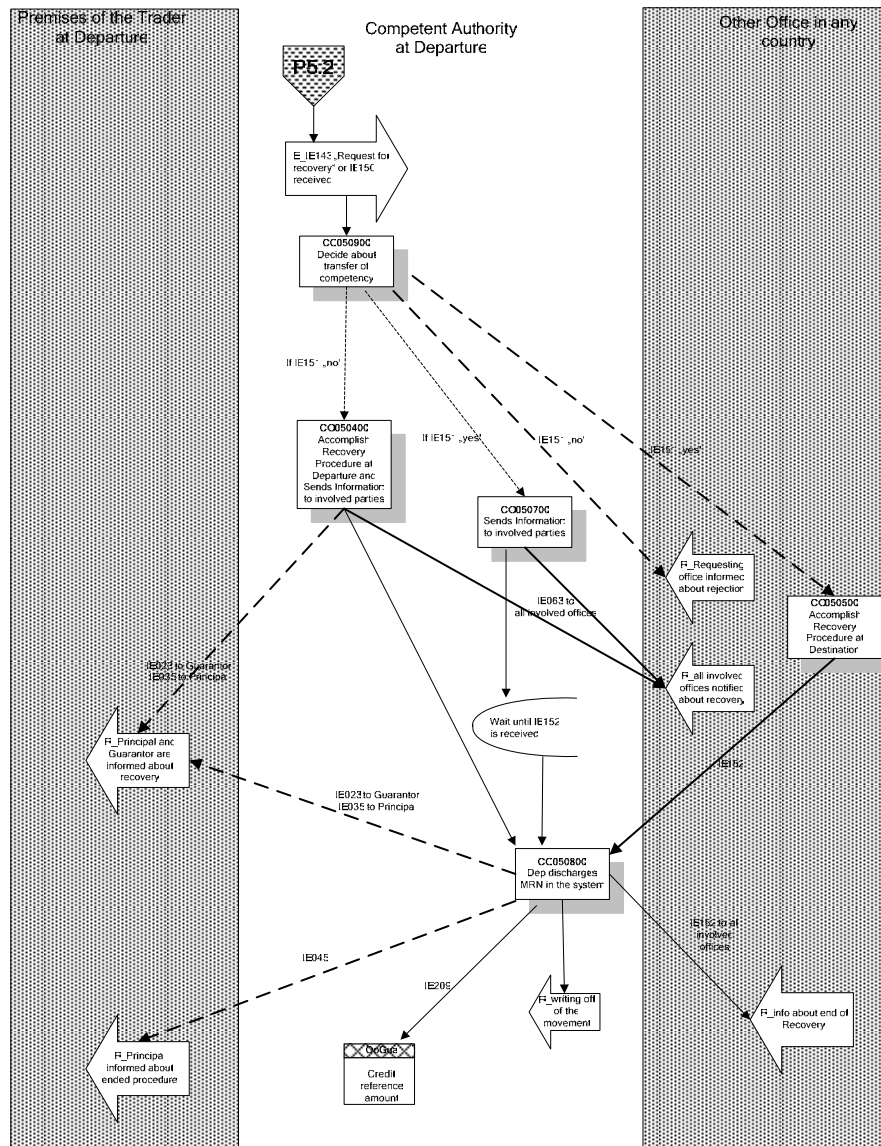 Premises of the Trader
at Departure
Competent Authority
at Departure
Other Office in any
country
P5.2
E_IE143 „Request for
recovery“ or IE150
received
CO050900
Decide about
transfer of
competency
If IE151 „no“
CO050400
Accomplish
Recovery
Procedure at
Departure and
Sends Information
to involved parties
If IE151 „yes“
IE151 „no“
IE151 „yes“
CO050700
Sends Information
to involved parties
R_Requesting
office informed
about rejection
CO050500
Accomplish
Recovery
Procedure at
Destination
IE063 to
all involved offices
IE023 to Guarantor
IE035 to Principal
R_all involved
offices notified
about recovery
R_Principal and
Guarantor are
informed about
recovery
Wait until IE152
is received
IE152
IE023 to Guarantor
IE035 to Principal
CO050800
Dep discharges
MRN in the system
IE152 to all
involved
offices
IE045
IE209
R_writing off
of the
movement
R_info about end of
Recovery
R_Principal
informed about
ended procedure
OoGua
Credit
reference
amount